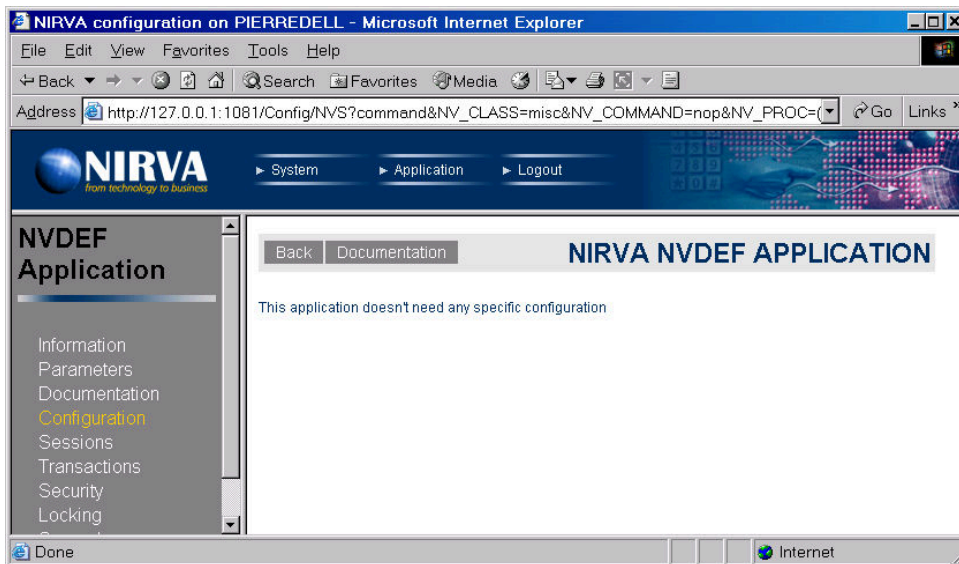 NIRVA configuration on PIERREDELL - Microsoft Internet Explorer
File Edit View Favorites Tools Help
Back Search Favorites Media
Address http://127.0.0.1:1081/Config/NVS?command&NV_CLASS=misc&NV_COMMAND=nop&NV_PROC=( Go Links »
NIRVA
from technology to business
System Application Logout
NVDEF
Application
Back Documentation NIRVA NVDEF APPLICATION
This application doesn't need any specific configuration
Information
Parameters
Documentation
Configuration
Sessions
Transactions
Security
Locking
Done Internet